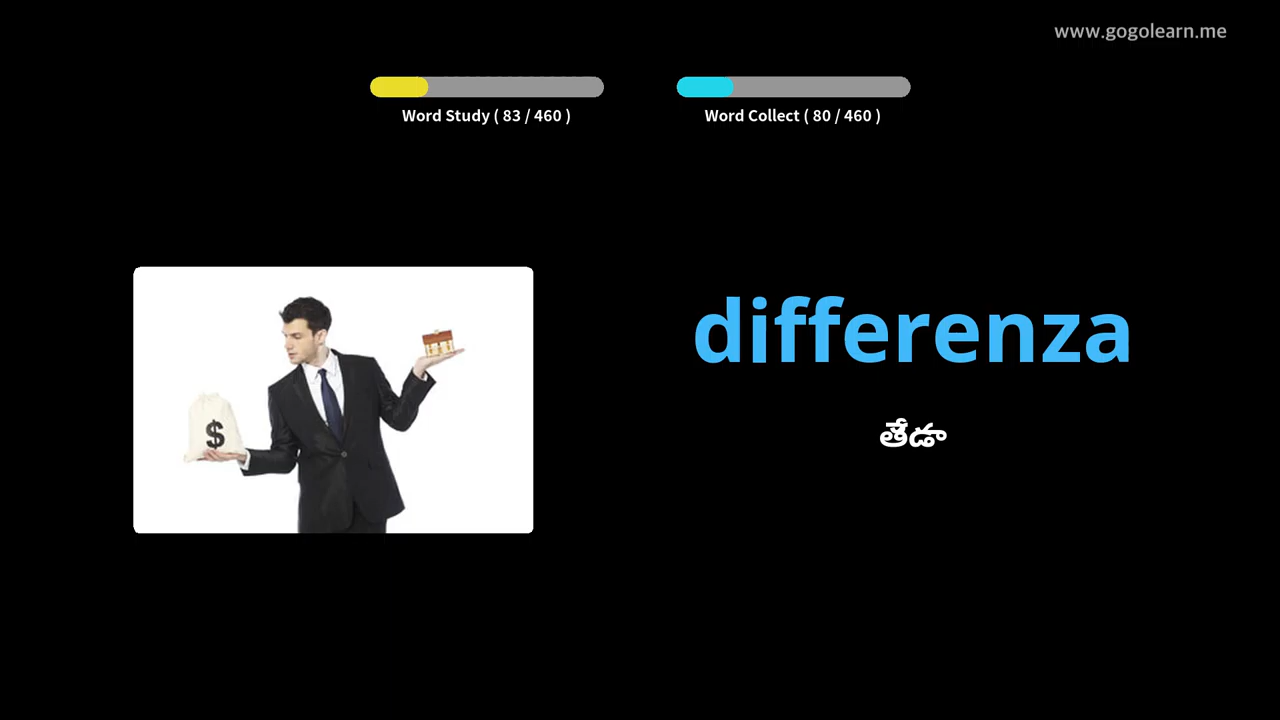 www.gogolearn.me
Word Study ( 83 / 460 )
Word Collect ( 80 / 460 )
differenza
తేడా
$